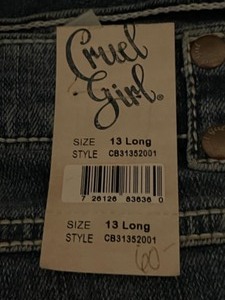 Cruel
Girl®
SIZE 13 Long
STYLE CB31352001
7 26126 83636 0
SIZE 13 Long
STYLE CB31352001
60-